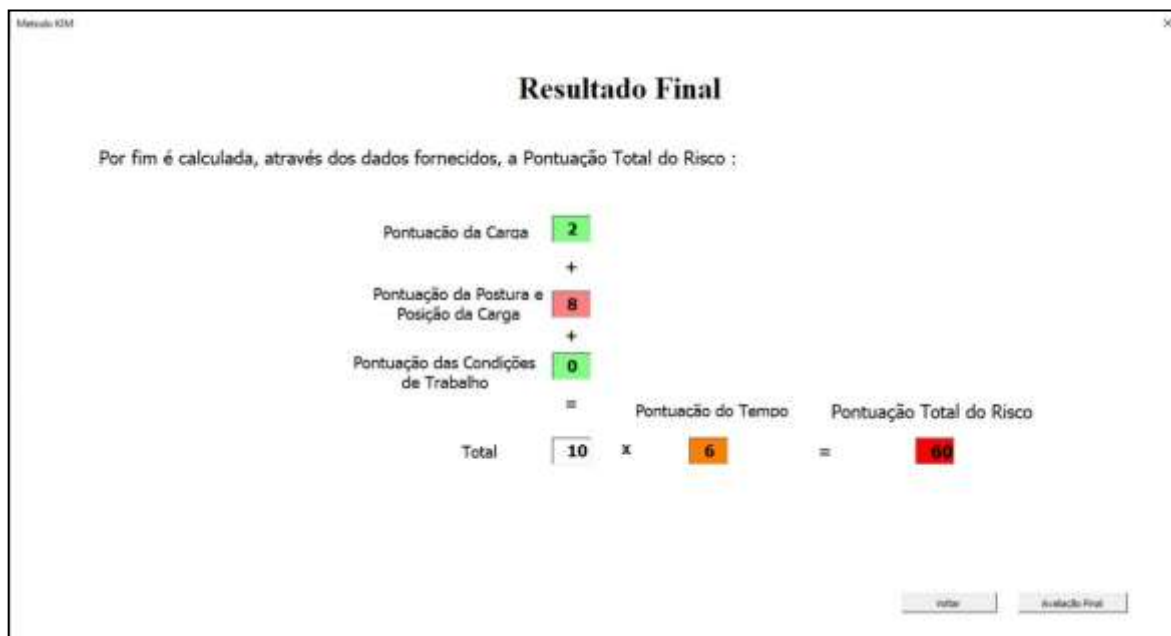 Metodo KIM
×
Resultado Final
Por fim é calculada, através dos dados fornecidos, a Pontuação Total do Risco :
Pontuação da Carga 2
+
Pontuação da Postura e
Posição da Carga 8
+
Pontuação das Condições
de Trabalho 0
=
Pontuação do Tempo Pontuação Total do Risco
Total 10 x 6 = 60
Voltar Avaliação Final